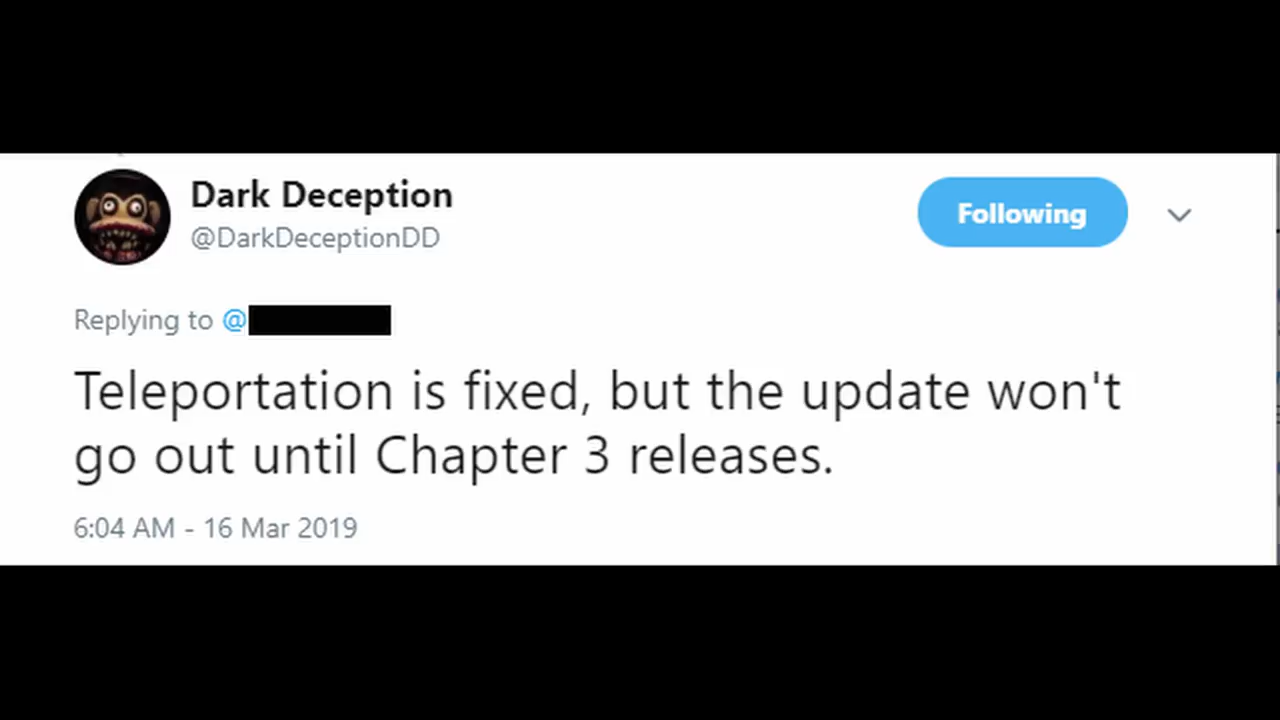 Dark Deception
@DarkDeceptionDD
Following
Replying to @
Teleportation is fixed, but the update won't
go out until Chapter 3 releases.
6:04 AM - 16 Mar 2019